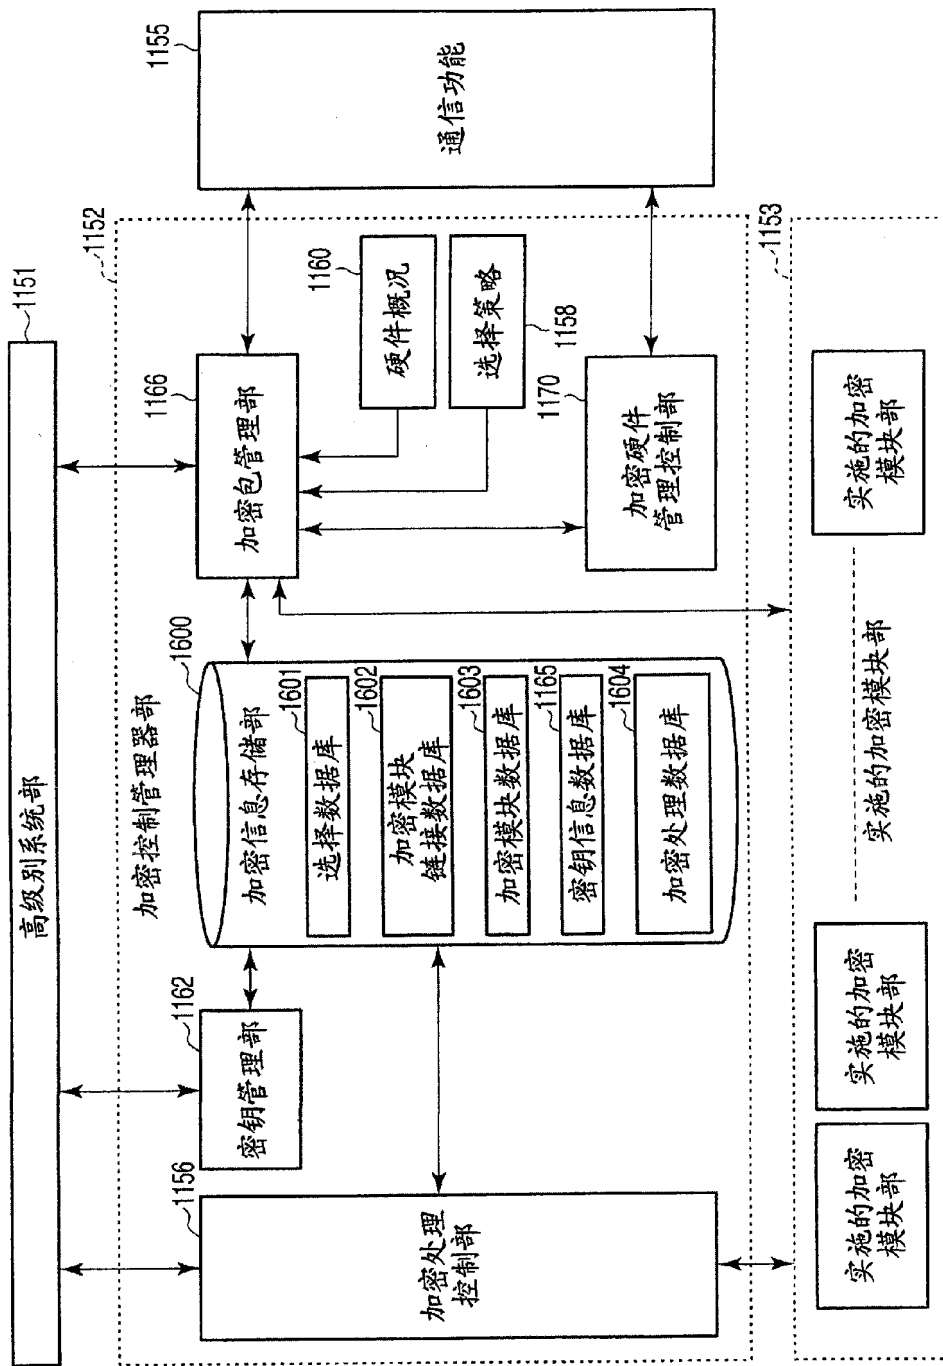 高级别系统部
1151
加密控制管理器部
1152
加密处理
控制部
1156
密钥管理部
1162
加密信息存储部
1600
选择数据库
1601
加密模块
链接数据库
1602
加密模块数据库
1603
密钥信息数据库
1165
加密处理数据库
1604
加密包管理部
1166
硬件概况
1160
选择策略
1158
加密硬件
管理控制部
1170
通信功能
1155
1153
实施的加密
模块部
实施的加密
模块部
实施的加密模块部
实施的加密
模块部